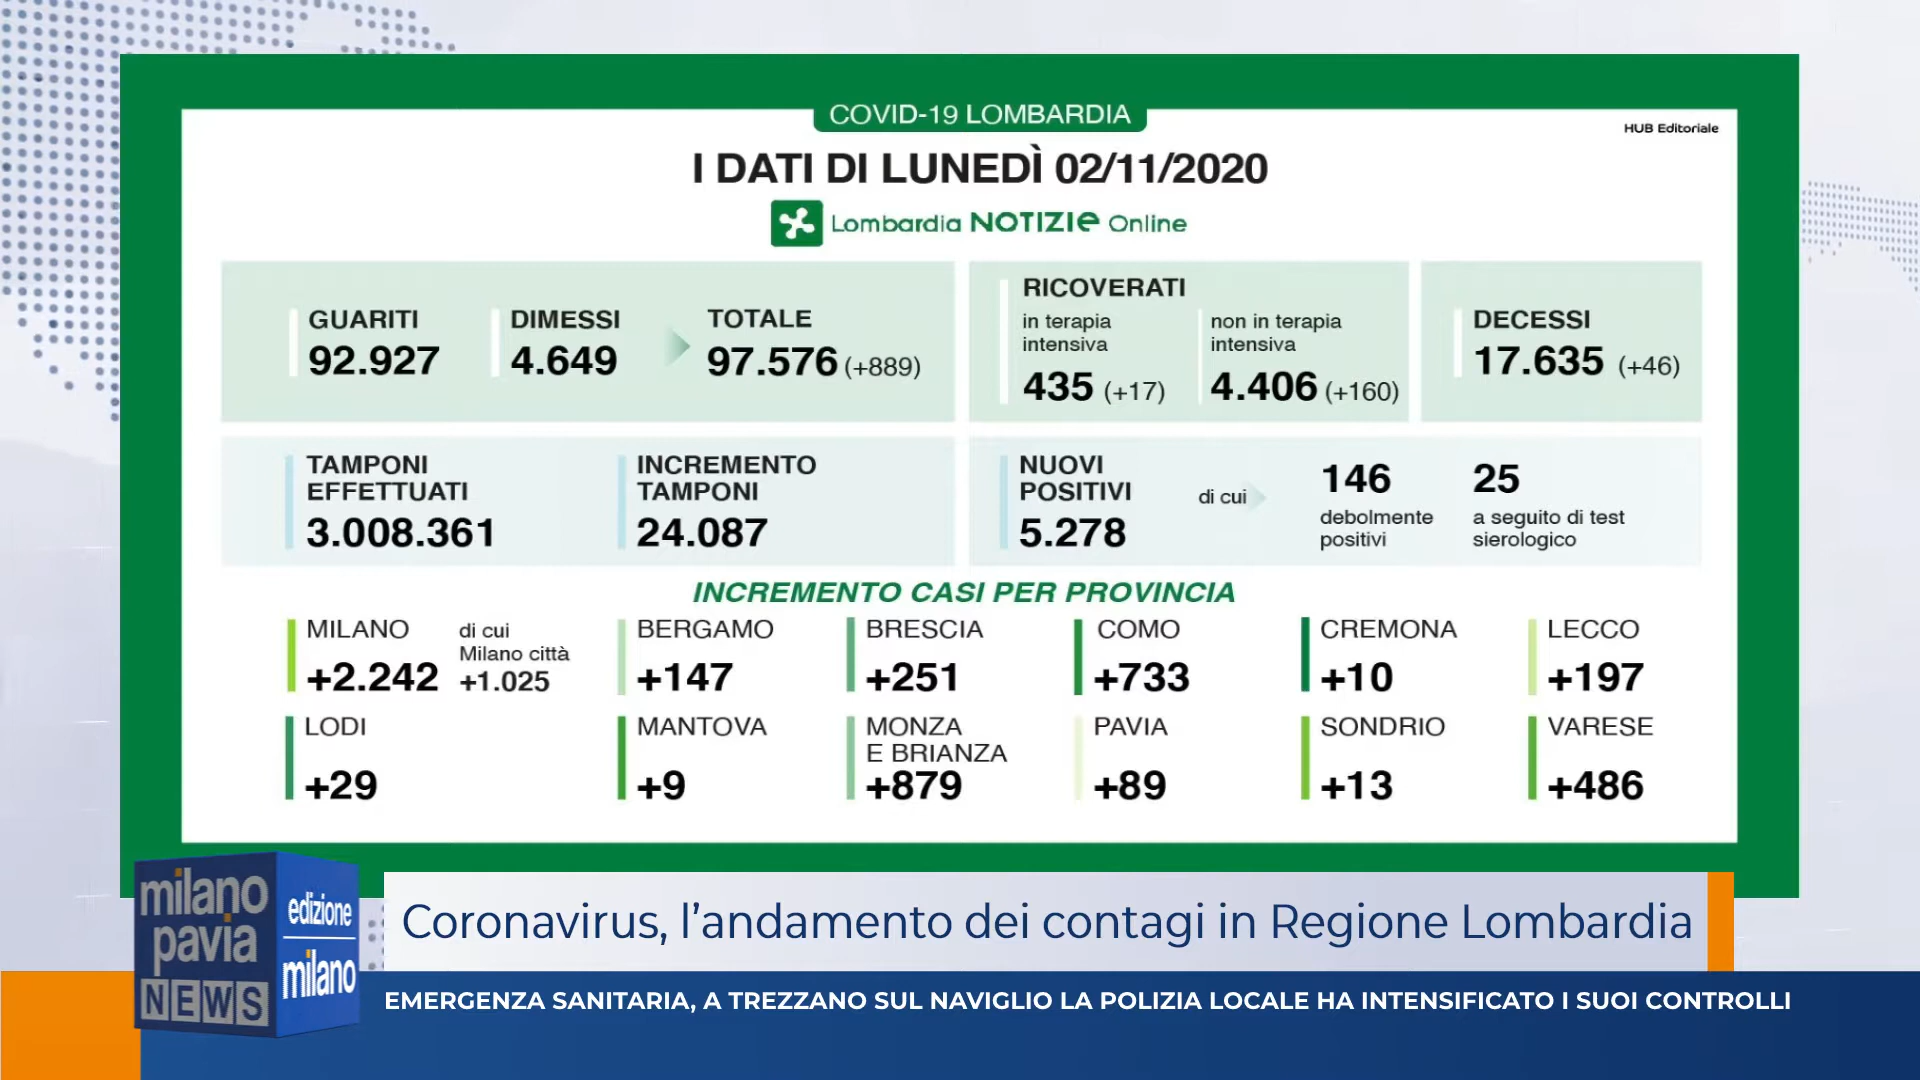 COVID-19 LOMBARDIA
HUB Editoriale
I DATI DI LUNEDÌ 02/11/2020
Lombardia NOTIZIE Online
GUARITI
92.927
DIMESSI
4.649
TOTALE
97.576 (+889)
RICOVERATI
in terapia
intensiva
435 (+17)
non in terapia
intensiva
4.406 (+160)
DECESSI
17.635 (+46)
TAMPONI
EFFETTUATI
3.008.361
INCREMENTO
TAMPONI
24.087
NUOVI
POSITIVI
5.278
di cui
146
debolmente
positivi
25
a seguito di test
sierologico
INCREMENTO CASI PER PROVINCIA
MILANO
+2.242
di cui
Milano città
+1.025
BERGAMO
+147
BRESCIA
+251
COMO
+733
CREMONA
+10
LECCO
+197
LODI
+29
MANTOVA
+9
MONZA
E BRIANZA
+879
PAVIA
+89
SONDRIO
+13
VARESE
+486
milano
pavia
NEWS
edizione
milano
Coronavirus, l’andamento dei contagi in Regione Lombardia
EMERGENZA SANITARIA, A TREZZANO SUL NAVIGLIO LA POLIZIA LOCALE HA INTENSIFICATO I SUOI CONTROLLI